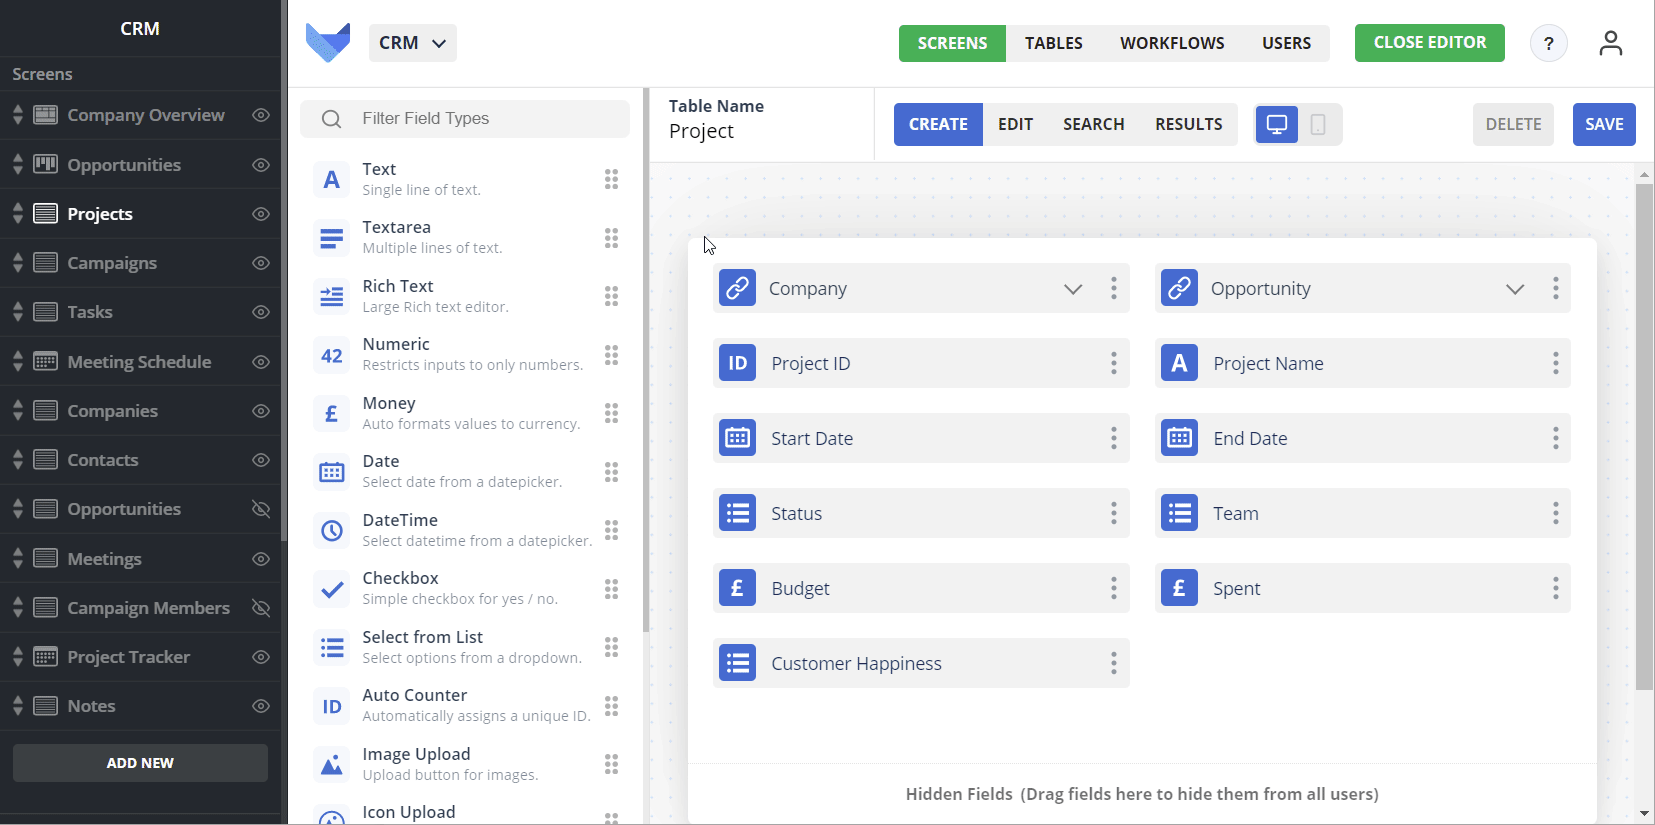 CRM
Screens
Company Overview
Opportunities
Projects
Campaigns
Tasks
Meeting Schedule
Companies
Contacts
Opportunities
Meetings
Campaign Members
Project Tracker
Notes
ADD NEW
CRM
SCREENS TABLES WORKFLOWS USERS
CLOSE EDITOR
?
Filter Field Types
A Text
Single line of text.
Textarea
Multiple lines of text.
Rich Text
Large Rich text editor.
42 Numeric
Restricts inputs to only numbers.
£ Money
Auto formats values to currency.
Date
Select date from a datepicker.
DateTime
Select datetime from a datepicker.
Checkbox
Simple checkbox for yes / no.
Select from List
Select options from a dropdown.
ID Auto Counter
Automatically assigns a unique ID.
Image Upload
Upload button for images.
Icon Upload
Table Name
Project
CREATE EDIT SEARCH RESULTS
DELETE
SAVE
Company
Opportunity
ID Project ID
A Project Name
Start Date
End Date
Status
Team
£ Budget
£ Spent
Customer Happiness
Hidden Fields (Drag fields here to hide them from all users)